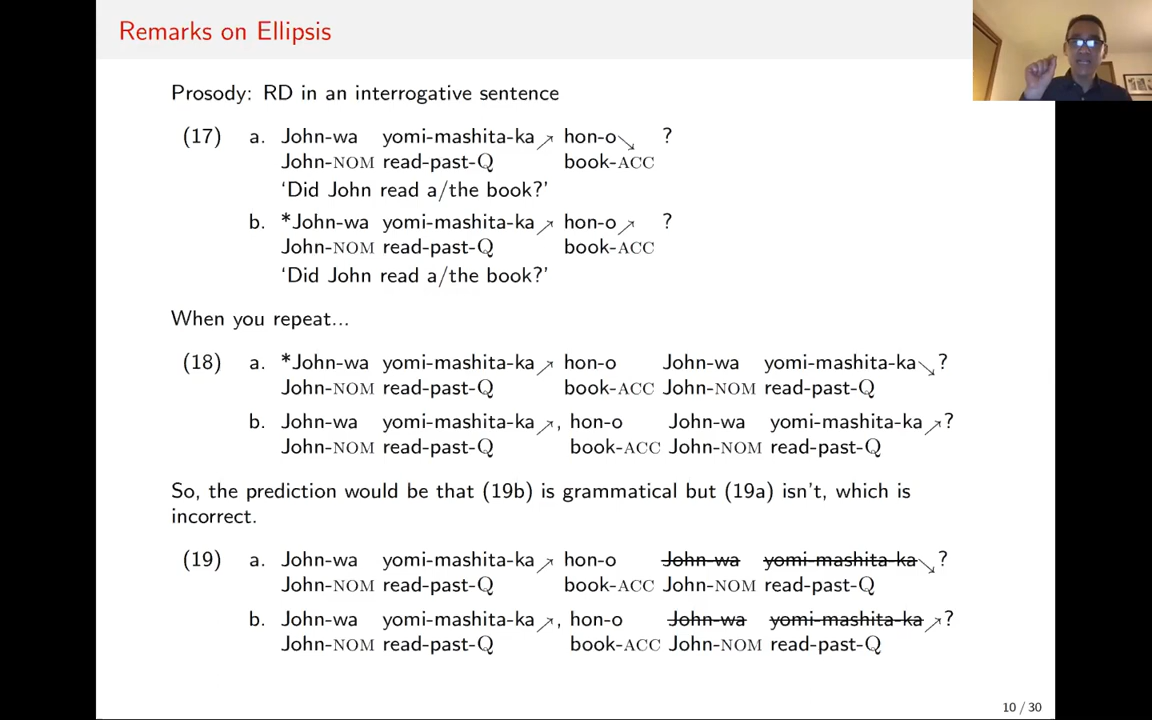 Remarks on Ellipsis
Prosody: RD in an interrogative sentence
(17) a. John-wa yomi-mashita-ka↗ hon-o↘ ?
John-NOM read-past-Q book-ACC
‘Did John read a/the book?’
b. *John-wa yomi-mashita-ka↗ hon-o↗ ?
John-NOM read-past-Q book-ACC
‘Did John read a/the book?’
When you repeat...
(18) a. *John-wa yomi-mashita-ka↗ hon-o John-wa yomi-mashita-ka↘?
John-NOM read-past-Q book-ACC John-NOM read-past-Q
b. John-wa yomi-mashita-ka↗, hon-o John-wa yomi-mashita-ka↗?
John-NOM read-past-Q book-ACC John-NOM read-past-Q
So, the prediction would be that (19b) is grammatical but (19a) isn’t, which is
incorrect.
(19) a. John-wa yomi-mashita-ka↗ hon-o John-wa yomi-mashita-ka↘?
John-NOM read-past-Q book-ACC John-NOM read-past-Q
b. John-wa yomi-mashita-ka↗, hon-o John-wa yomi-mashita-ka↗?
John-NOM read-past-Q book-ACC John-NOM read-past-Q
10 / 30